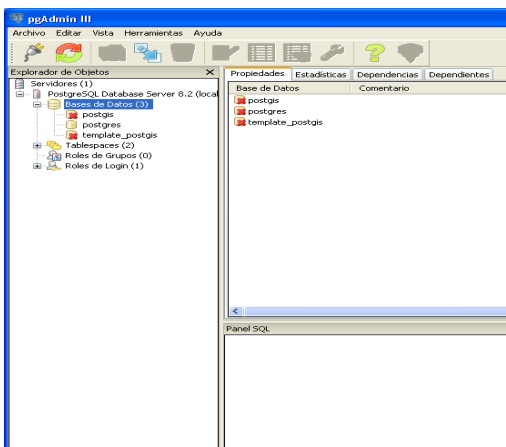 pgAdmin III
Archivo Editar Vista Herramientas Ayuda
Explorador de Objetos
Servidores (1)
PostgreSQL Database Server 8.2 (local
Bases de Datos (3)
postgis
postgres
template_postgis
Tablespaces (2)
Roles de Grupos (0)
Roles de Login (1)
Propiedades Estadísticas Dependencias Dependientes
Base de Datos Comentario
postgis
postgres
template_postgis
Panel SQL